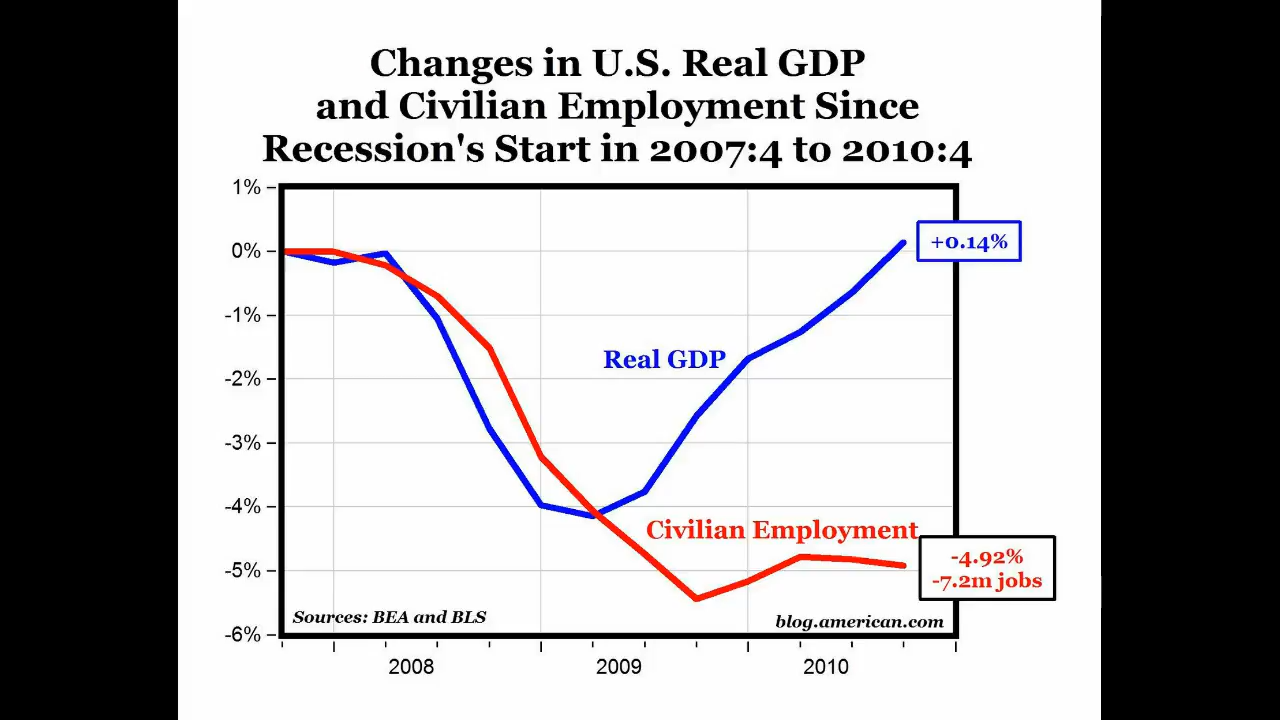 Changes in U.S. Real GDP
and Civilian Employment Since
Recession's Start in 2007:4 to 2010:4
1%
0%
-1%
-2%
-3%
-4%
-5%
-6%
+0.14%
Real GDP
Civilian Employment
-4.92%
-7.2m jobs
Sources: BEA and BLS
blog.american.com
2008
2009
2010